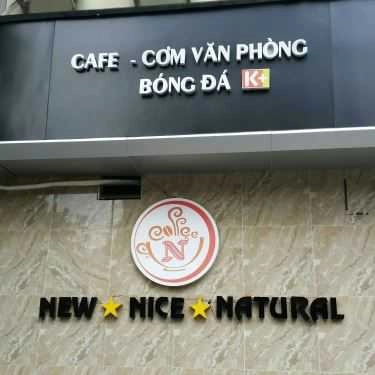 CAFE - CƠM VĂN PHÒNG
BÓNG ĐÁ K+
Coffee
N
NEW ★ NICE ★ NATURAL